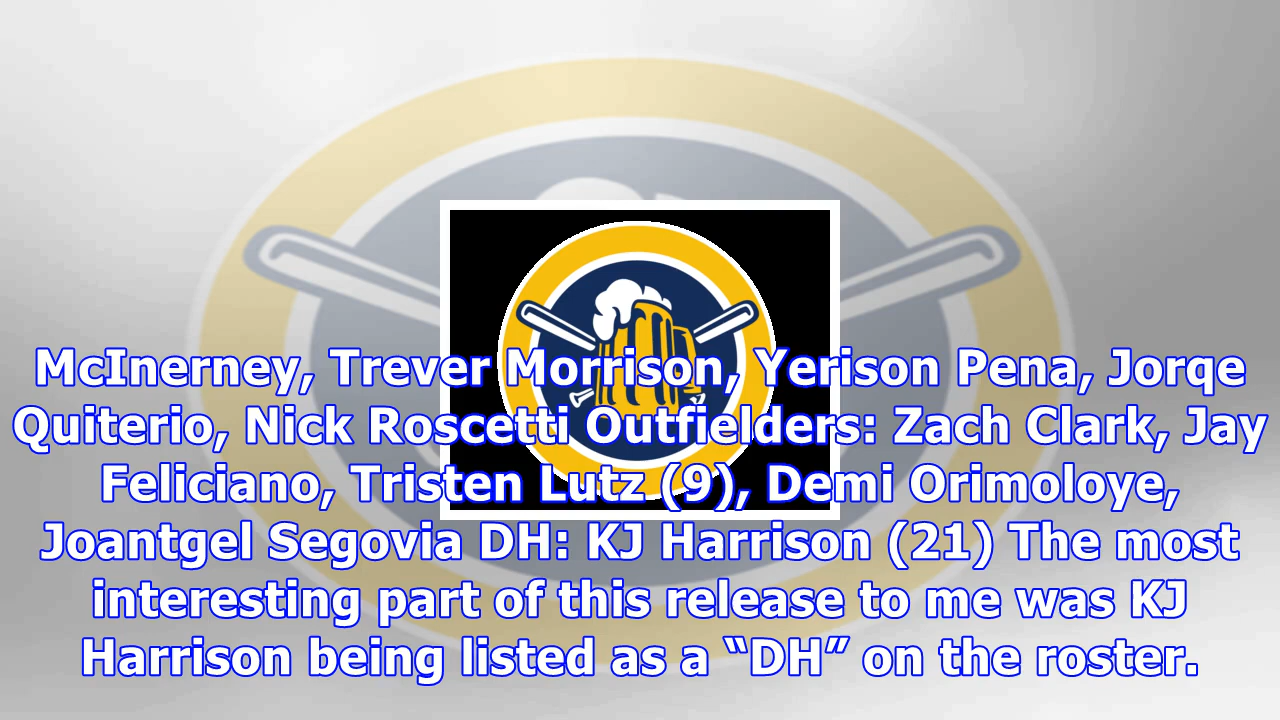 McInerney, Trever Morrison, Yerison Pena, Jorge
Quiterio, Nick Roscetti Outfielders: Zach Clark, Jay
Feliciano, Tristen Lutz (9), Demi Orimoloye,
Joantgel Segovia DH: KJ Harrison (21) The most
interesting part of this release to me was KJ
Harrison being listed as a “DH” on the roster.